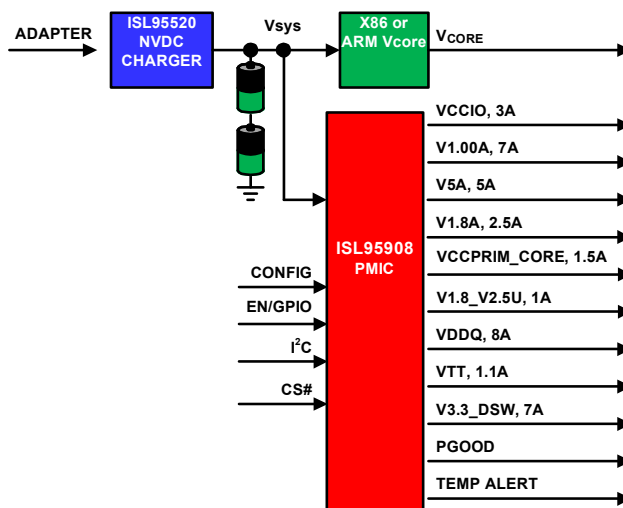 ADAPTER
ISL95520
NVDC
CHARGER
Vsys
X86 or
ARM Vcore
VCORE
ISL95908
PMIC
CONFIG
EN/GPIO
I²C
CS#
VCCIO, 3A
V1.00A, 7A
V5A, 5A
V1.8A, 2.5A
VCCPRIM_CORE, 1.5A
V1.8_V2.5U, 1A
VDDQ, 8A
VTT, 1.1A
V3.3_DSW, 7A
PGOOD
TEMP ALERT